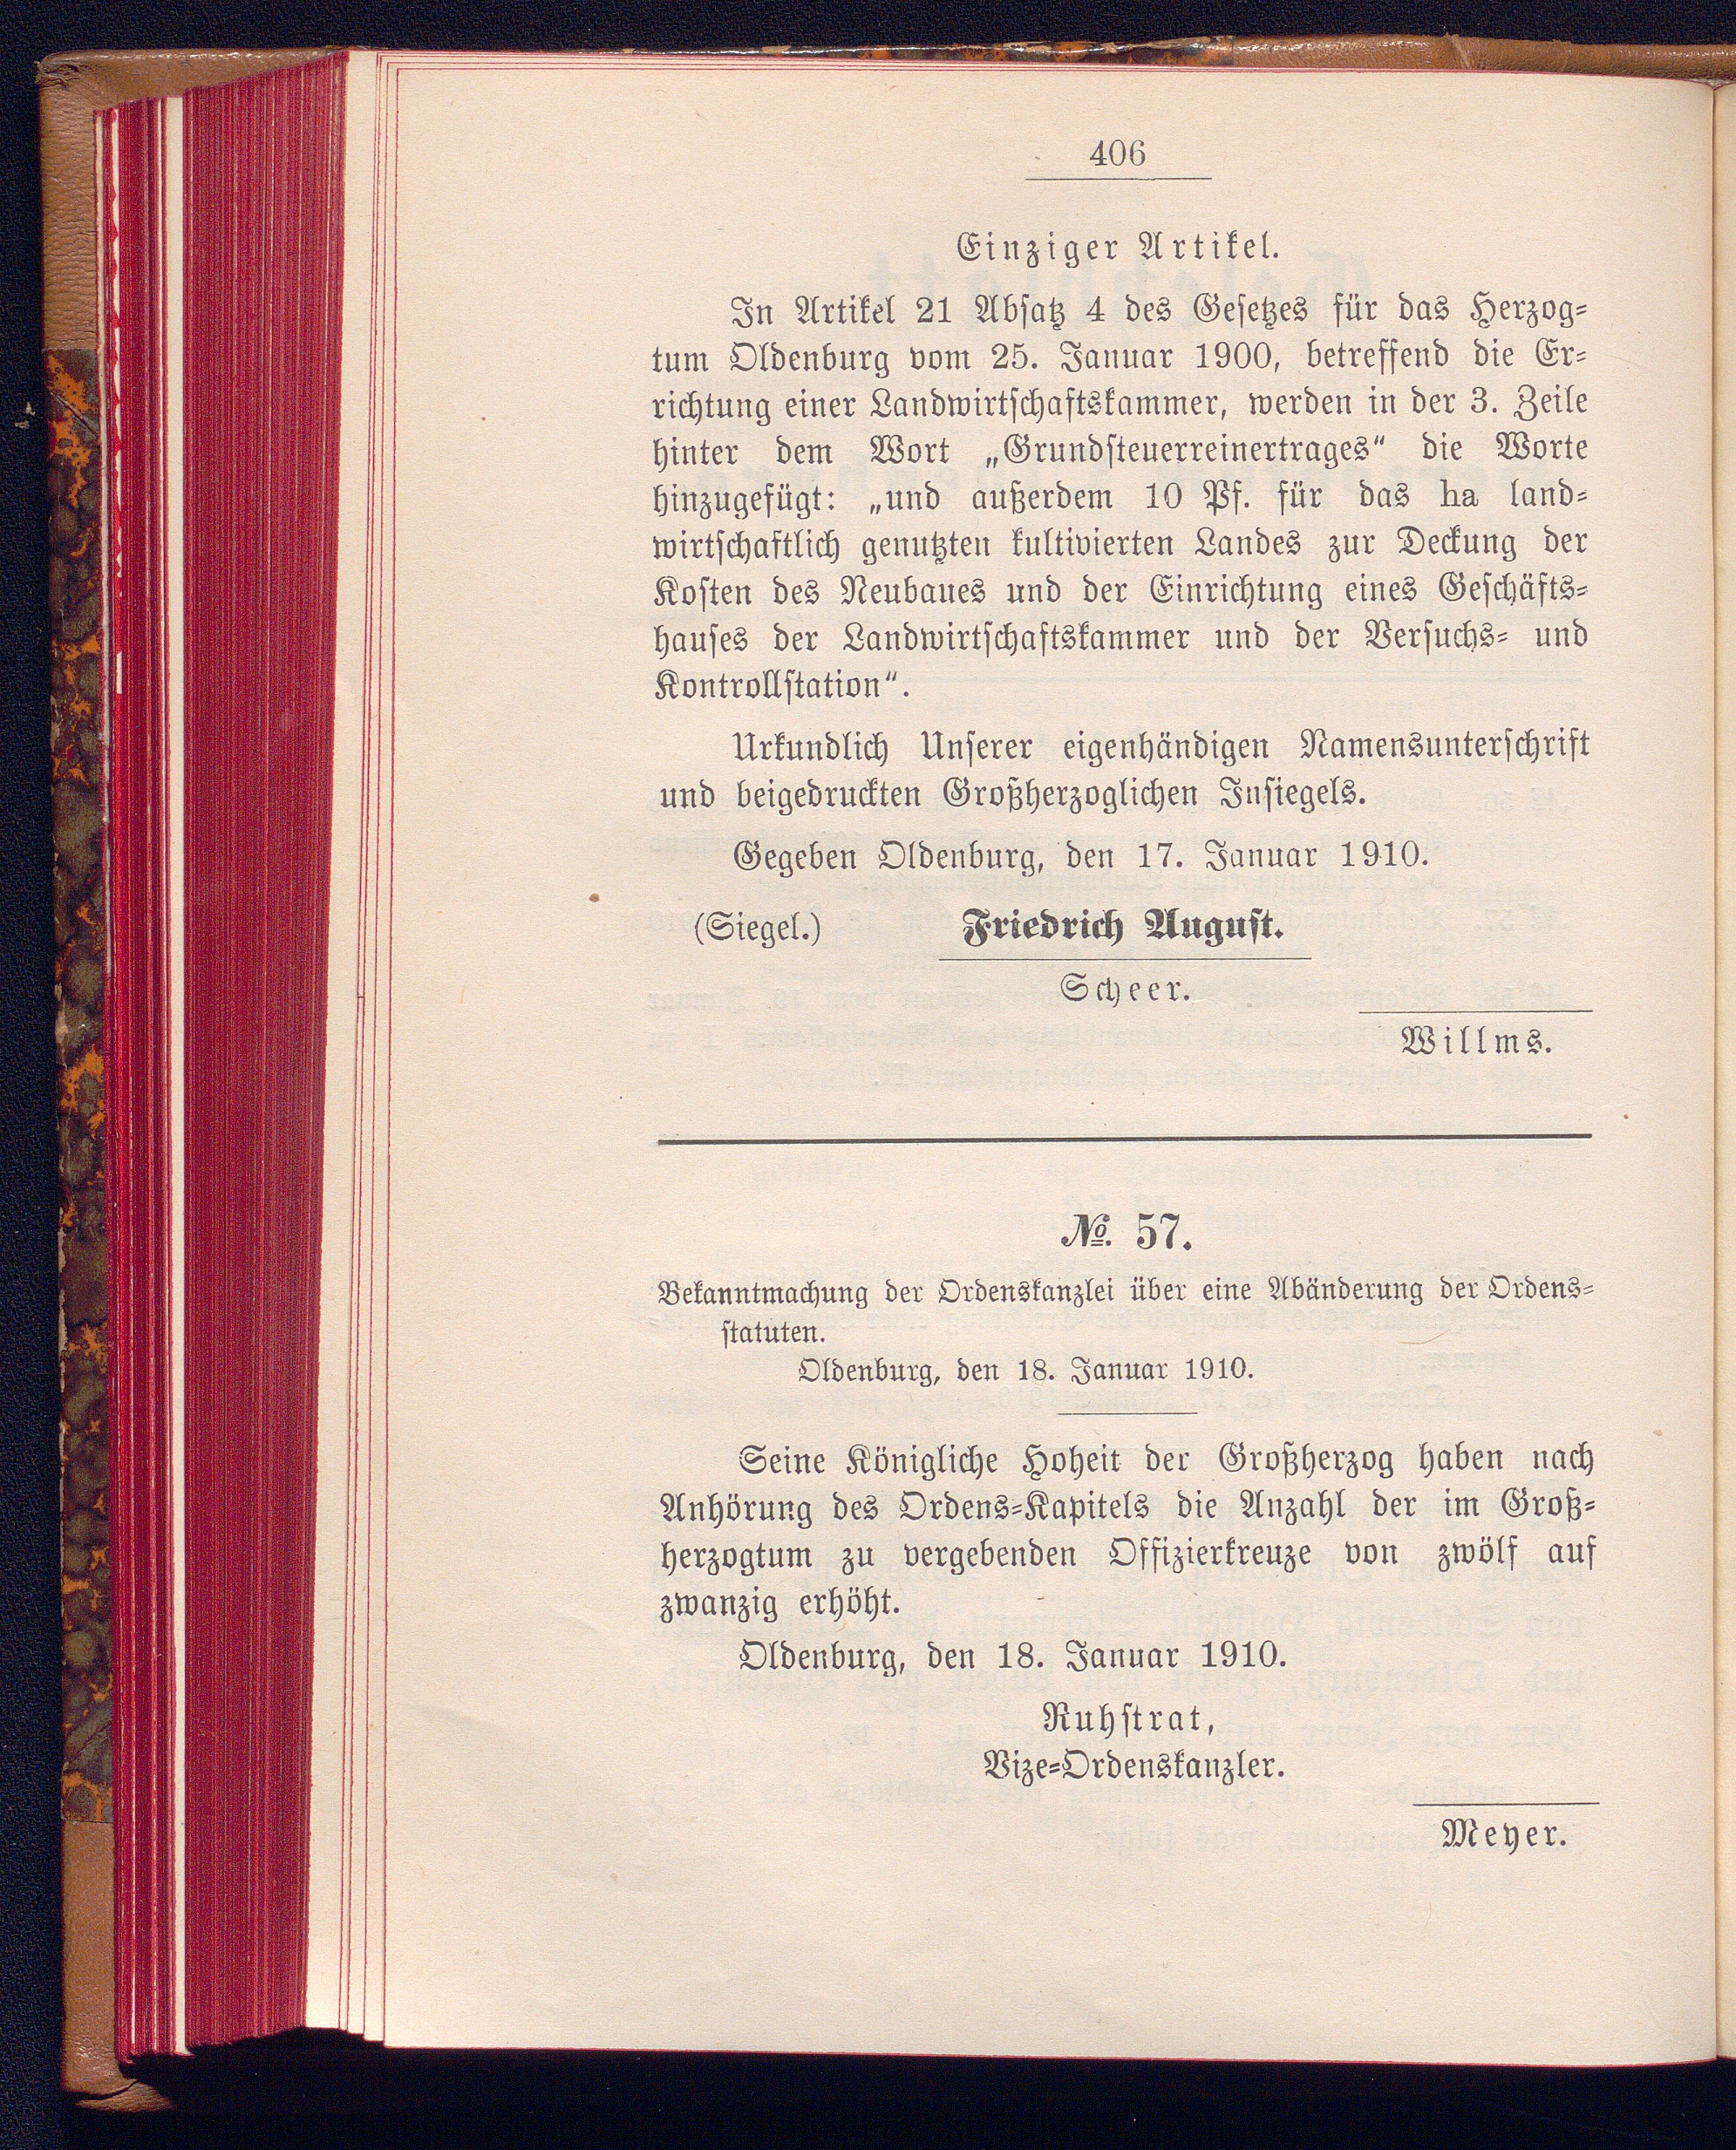 406
Einziger Artikel.
In Artikel 21 Absatz 4 des Gesetzes für das Herzog-
tum Oldenburg vom 25. Januar 1900, betreffend die Er-
richtung einer Landwirtschaftskammer, werden in der 3. Zeile
hinter dem Wort „Grundsteuerreinertrages“ die Worte
hinzugefügt: „und außerdem 10 Pf. für das ha land-
wirtschaftlich genutzten kultivierten Landes zur Deckung der
Kosten des Neubaues und der Einrichtung eines Geschäfts-
hauses der Landwirtschaftskammer und der Versuchs- und
Kontrollstation“.
Urkundlich Unserer eigenhändigen Namensunterschrift
und beigedruckten Großherzoglichen Insiegels.
Gegeben Oldenburg, den 17. Januar 1910.
(Siegel.) Friedrich August.
Scheer.
Willms.
№. 57.
Bekanntmachung der Ordenskanzlei über eine Abänderung der Ordens-
statuten.
Oldenburg, den 18. Januar 1910.
Seine Königliche Hoheit der Großherzog haben nach
Anhörung des Ordens-Kapitels die Anzahl der im Groß-
herzogtum zu vergebenden Offizierkreuze von zwölf auf
zwanzig erhöht.
Oldenburg, den 18. Januar 1910.
Ruhstrat,
Vize-Ordenskanzler.
Meyer.